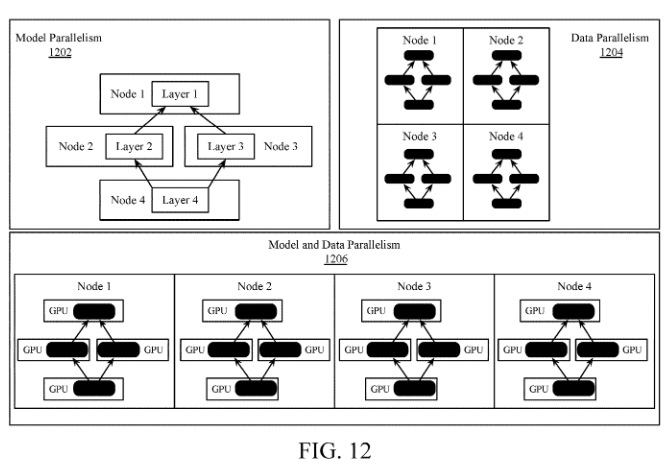 Model Parallelism
1202
Node 1 Layer 1
Node 2 Layer 2
Layer 3 Node 3
Node 4 Layer 4
Data Parallelism
1204
Node 1 Node 2
Node 3 Node 4
Model and Data Parallelism
1206
Node 1 Node 2 Node 3 Node 4
GPU GPU GPU GPU
GPU GPU GPU GPU GPU GPU GPU GPU
GPU GPU GPU GPU
FIG. 12